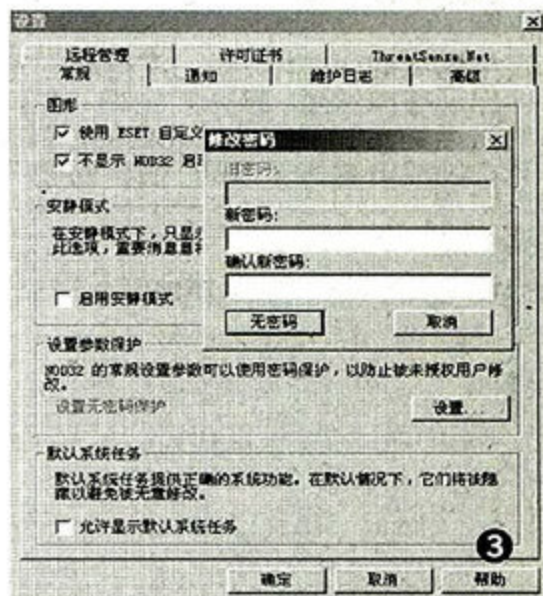 设置
远程管理 许可证书 ThreatSense.Net
常规 通知 维护日志 高级
图形
使用 ESET 自定义
不显示 NOD32 启
修改密码
旧密码:
新密码:
确认新密码:
无密码 取消
安静模式
在安静模式下，只显
此选项，重要消息
启用安静模式
设置参数保护
NOD32 的常规设置参数可以使用密码保护，以防止被未授权用户修
改。
设置无密码保护 设置...
默认系统任务
默认系统任务提供正确的系统功能。在默认情况下，它们将被隐
藏以避免被无意修改。
允许显示默认系统任务
3
确定 取消 帮助